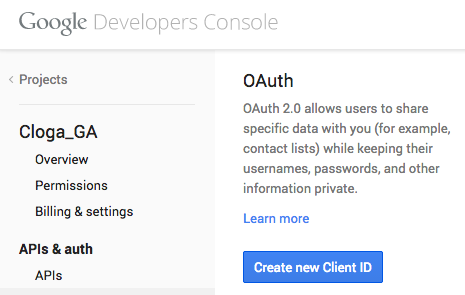 Google Developers Console
Projects
Cloga_GA
Overview
Permissions
Billing & settings
APIs & auth
APIs
OAuth
OAuth 2.0 allows users to share
specific data with you (for example,
contact lists) while keeping their
usernames, passwords, and other
information private.
Learn more
Create new Client ID